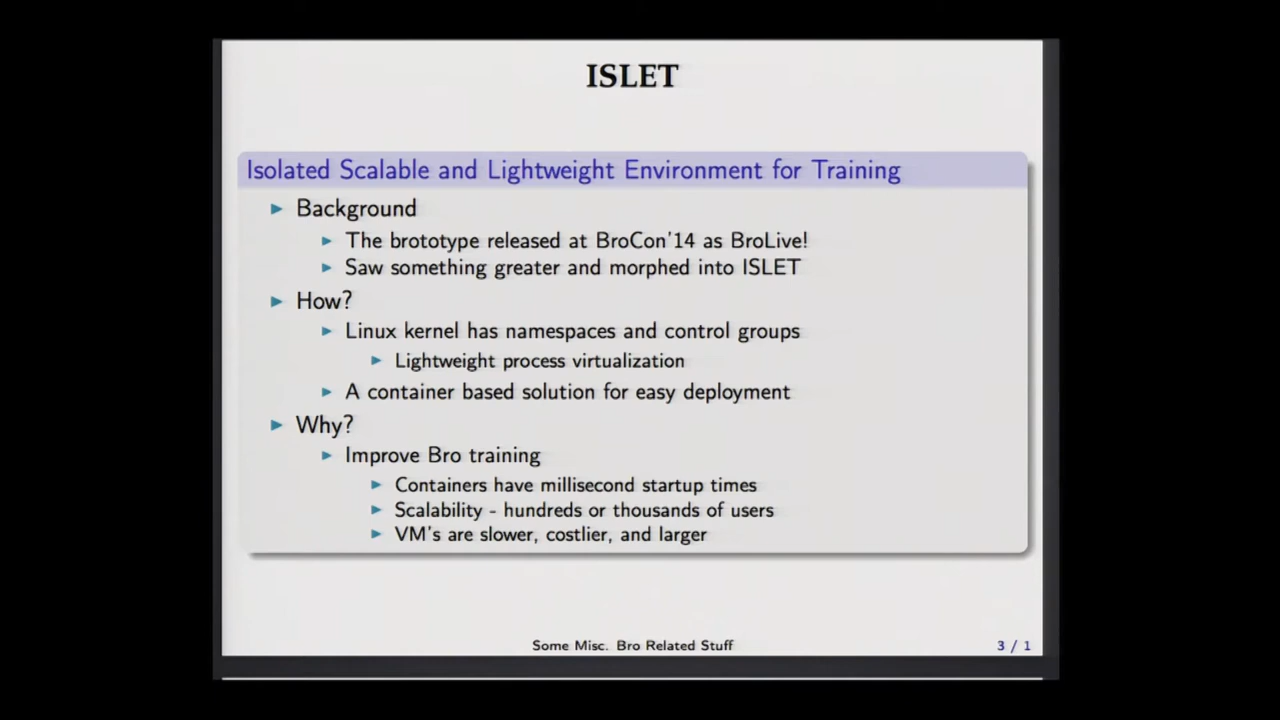 ISLET
Isolated Scalable and Lightweight Environment for Training
Background
The brototype released at BroCon'14 as BroLive!
Saw something greater and morphed into ISLET
How?
Linux kernel has namespaces and control groups
Lightweight process virtualization
A container based solution for easy deployment
Why?
Improve Bro training
Containers have millisecond startup times
Scalability - hundreds or thousands of users
VM's are slower, costlier, and larger
Some Misc. Bro Related Stuff
3 / 1